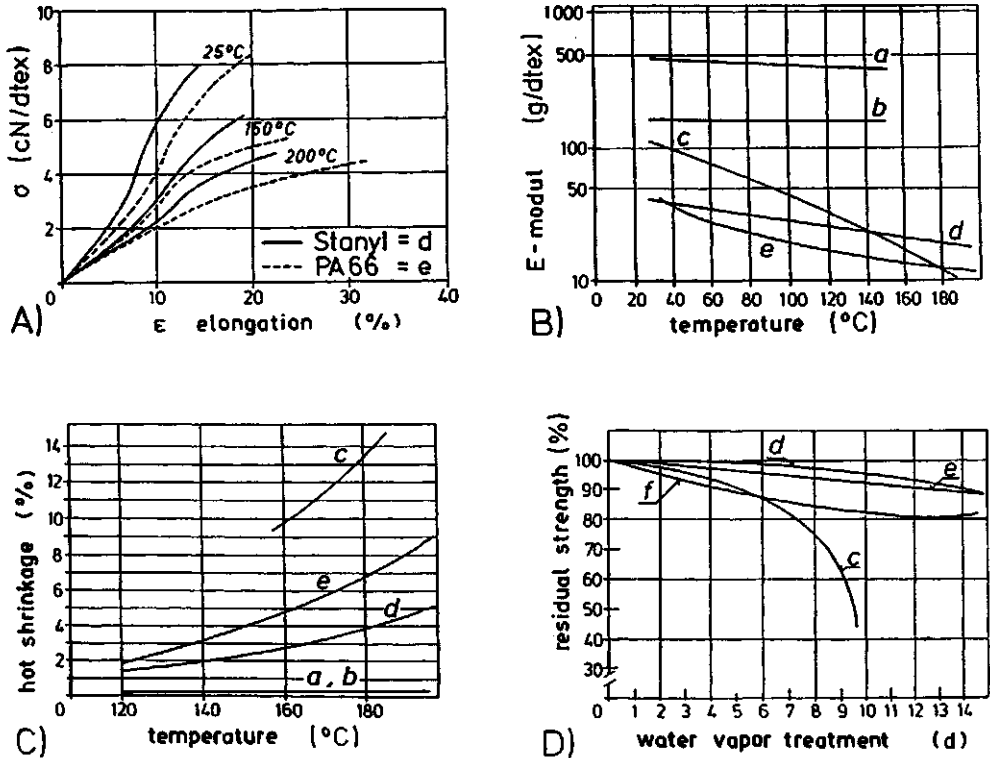 10
8
6
4
2
0
σ (cN/dtex)
25°C
150°C
200°C
Stanyl = d
PA66 = e
0 10 20 30 40
A) ε elongation (%)
1000
500
100
50
10
E-modul (g/dtex)
a
b
c
d
e
0 20 40 60 80 100 120 140 160 180
B) temperature (°C)
14
12
10
8
6
4
2
hot shrinkage (%)
c
e
d
a, b
0 120 140 160 180
C) temperature (°C)
100
90
80
70
60
50
40
30
residual strength (%)
d
e
f
c
0 1 2 3 4 5 6 7 8 9 10 11 12 13 14
D) water vapor treatment (d)